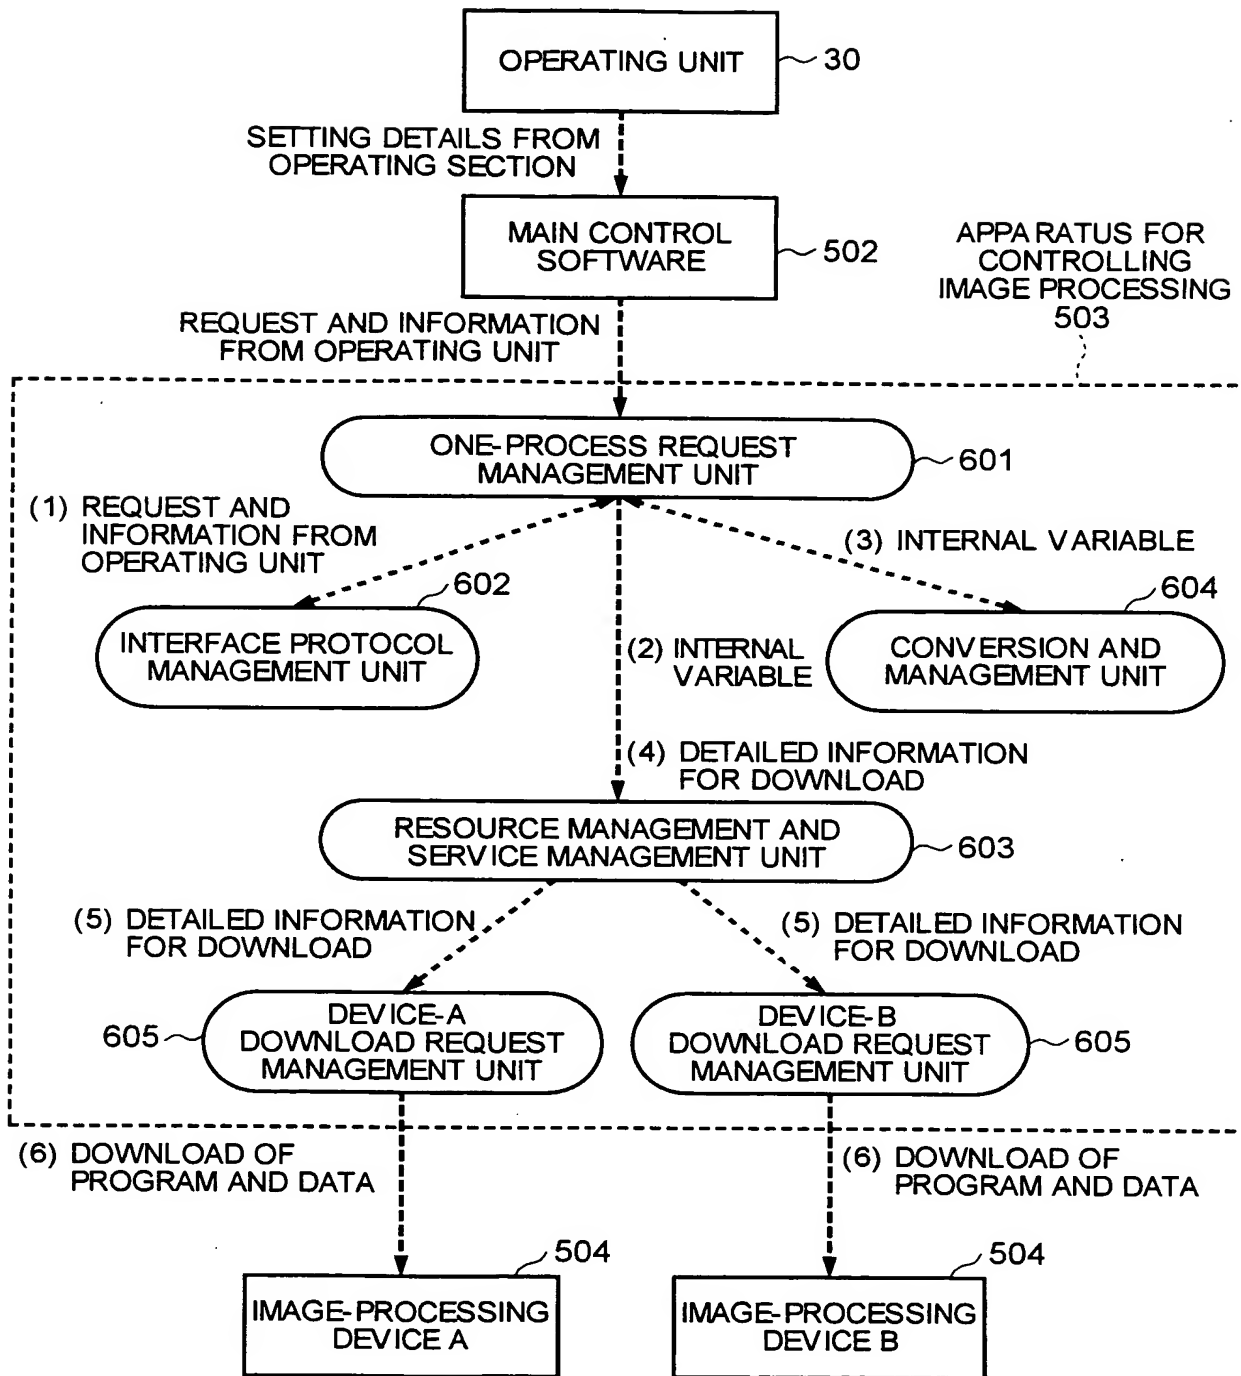 OPERATING UNIT
30
SETTING DETAILS FROM
OPERATING SECTION
MAIN CONTROL
SOFTWARE
502
APPARATUS FOR
CONTROLLING
IMAGE PROCESSING
503
REQUEST AND INFORMATION
FROM OPERATING UNIT
ONE-PROCESS REQUEST
MANAGEMENT UNIT
601
(1) REQUEST AND
INFORMATION FROM
OPERATING UNIT
(3) INTERNAL VARIABLE
602
INTERFACE PROTOCOL
MANAGEMENT UNIT
(2) INTERNAL
VARIABLE
604
CONVERSION AND
MANAGEMENT UNIT
(4) DETAILED INFORMATION
FOR DOWNLOAD
RESOURCE MANAGEMENT AND
SERVICE MANAGEMENT UNIT
603
(5) DETAILED INFORMATION
FOR DOWNLOAD
(5) DETAILED INFORMATION
FOR DOWNLOAD
605
DEVICE-A
DOWNLOAD REQUEST
MANAGEMENT UNIT
DEVICE-B
DOWNLOAD REQUEST
MANAGEMENT UNIT
605
(6) DOWNLOAD OF
PROGRAM AND DATA
(6) DOWNLOAD OF
PROGRAM AND DATA
504
IMAGE-PROCESSING
DEVICE A
504
IMAGE-PROCESSING
DEVICE B